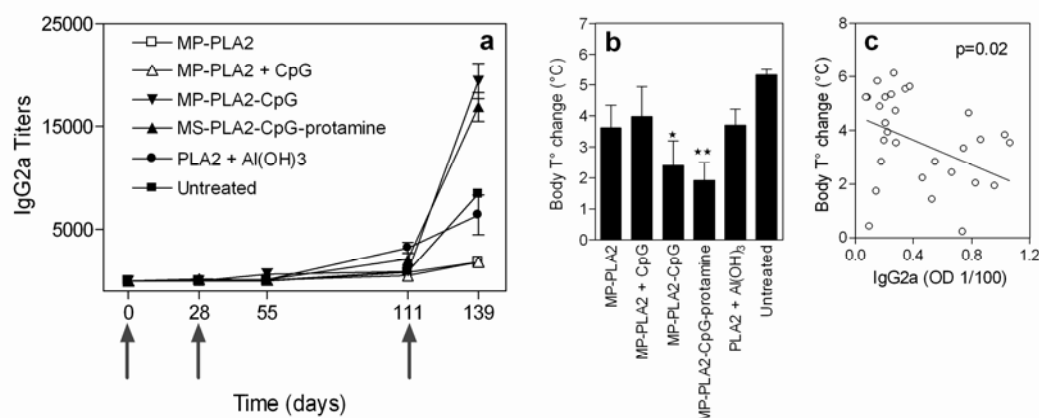 a
IgG2a Titers
25000
15000
5000
MP-PLA2
MP-PLA2 + CpG
MP-PLA2-CpG
MS-PLA2-CpG-protamine
PLA2 + Al(OH)3
Untreated
0 28 55 111 139
Time (days)
b
Body T° change (°C)
7
6
5
4
3
2
1
0
★
★★
MP-PLA2
MP-PLA2 + CpG
MP-PLA2-CpG
MP-PLA2-CpG-protamine
PLA2 + Al(OH)3
Untreated
c
p=0.02
Body T° change (°C)
8
6
4
2
0
0.0 0.4 0.8 1.2
IgG2a (OD 1/100)